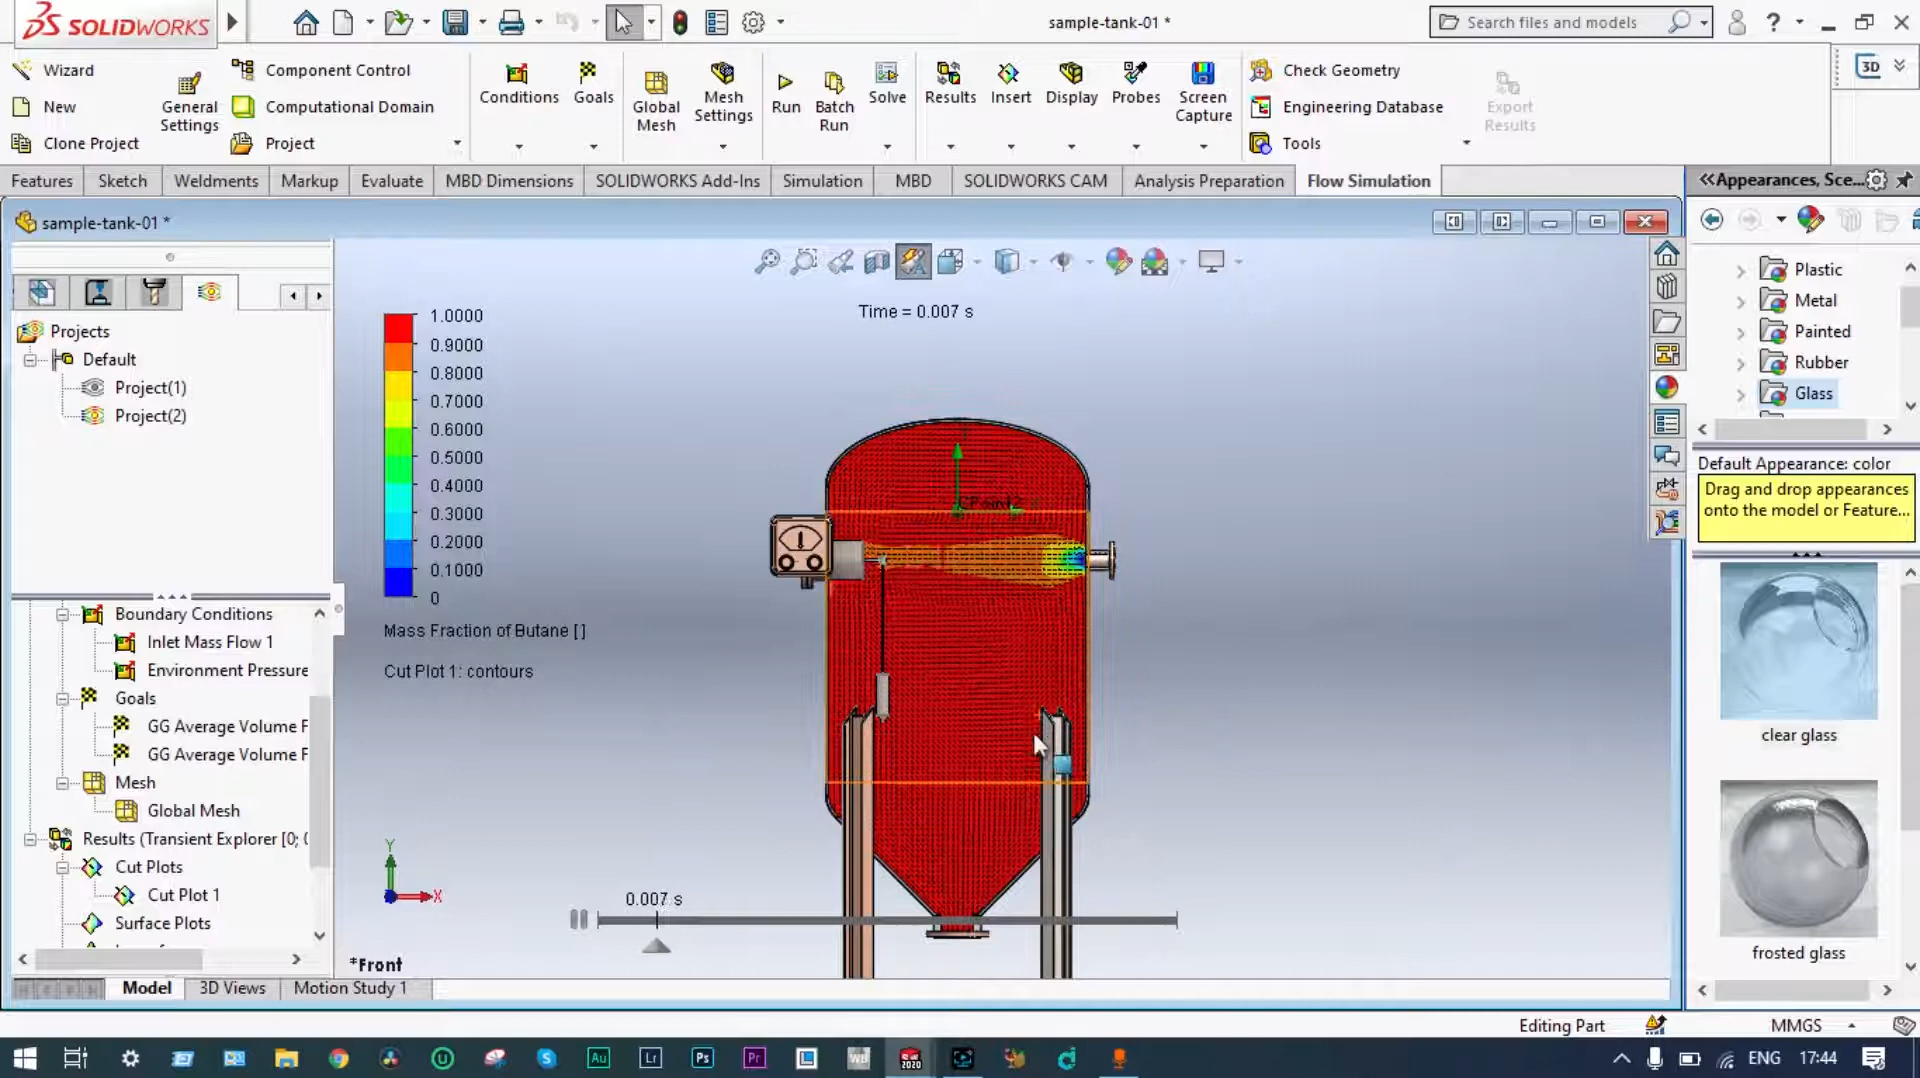 SOLIDWORKS
sample-tank-01 *
Search files and models
Wizard
New
Clone Project
General
Settings
Component Control
Computational Domain
Project
Conditions
Goals
Global
Mesh
Mesh
Settings
Run
Batch
Run
Solve
Results
Insert
Display
Probes
Screen
Capture
Check Geometry
Engineering Database
Tools
Export
Results
3D
Features
Sketch
Weldments
Markup
Evaluate
MBD Dimensions
SOLIDWORKS Add-Ins
Simulation
MBD
SOLIDWORKS CAM
Analysis Preparation
Flow Simulation
Appearances, Sce...
sample-tank-01 *
Projects
Default
Project(1)
Project(2)
Boundary Conditions
Inlet Mass Flow 1
Environment Pressure
Goals
GG Average Volume F
GG Average Volume F
Mesh
Global Mesh
Results (Transient Explorer [0; (
Cut Plots
Cut Plot 1
Surface Plots
Time = 0.007 s
1.0000
0.9000
0.8000
0.7000
0.6000
0.5000
0.4000
0.3000
0.2000
0.1000
0
Mass Fraction of Butane [ ]
Cut Plot 1: contours
Y
X
0.007 s
*Front
Plastic
Metal
Painted
Rubber
Glass
Default Appearance: color
Drag and drop appearances
onto the model or Feature...
clear glass
frosted glass
Model
3D Views
Motion Study 1
Editing Part
MMGS
Au
Lr
Ps
Pr
L
WB
2020
ENG
17:44